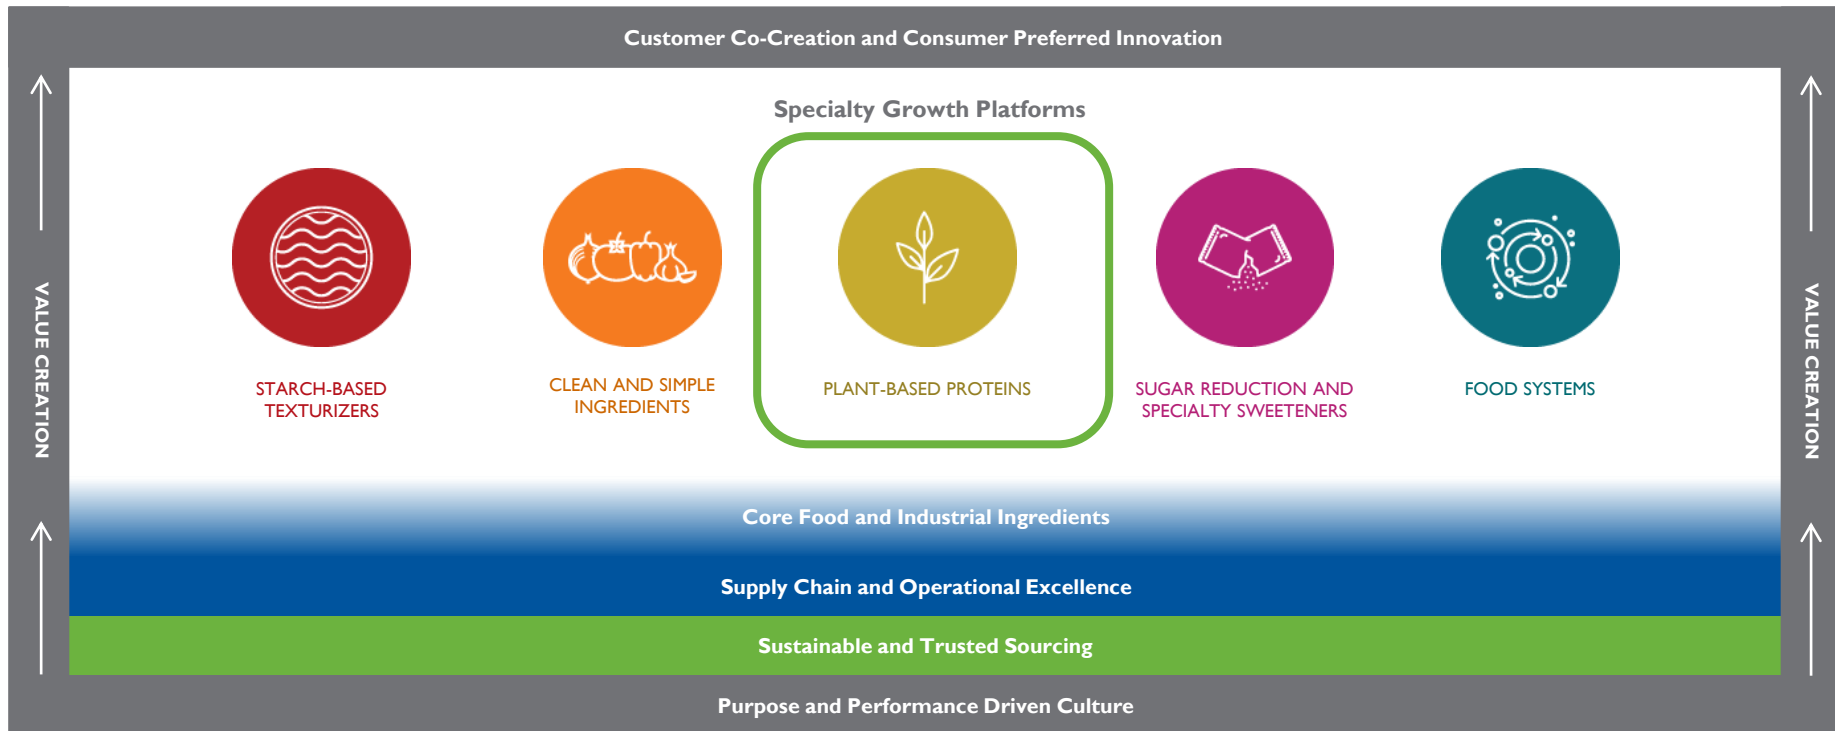 Customer Co-Creation and Consumer Preferred Innovation
Specialty Growth Platforms
STARCH-BASED
TEXTURIZERS
CLEAN AND SIMPLE
INGREDIENTS
PLANT-BASED PROTEINS
SUGAR REDUCTION AND
SPECIALTY SWEETENERS
FOOD SYSTEMS
VALUE CREATION
VALUE CREATION
Core Food and Industrial Ingredients
Supply Chain and Operational Excellence
Sustainable and Trusted Sourcing
Purpose and Performance Driven Culture